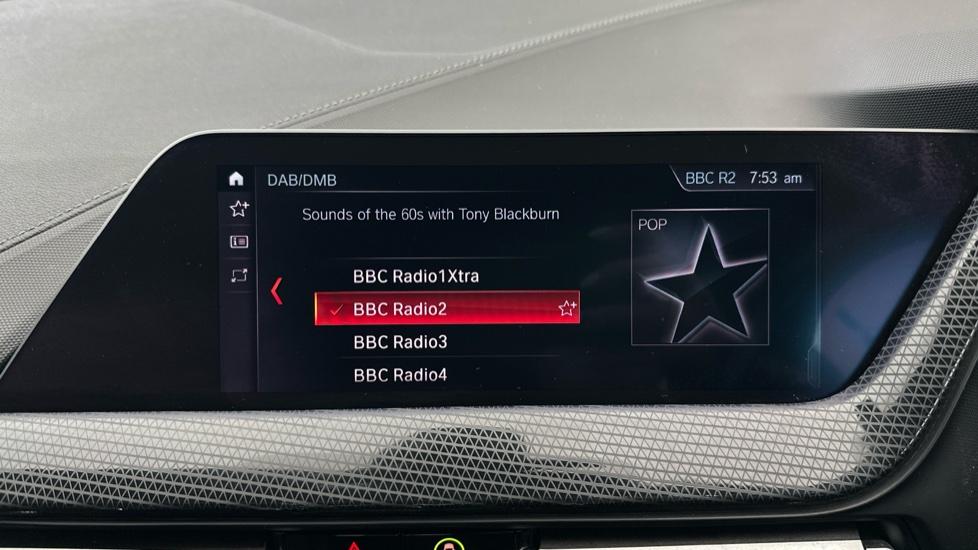 DAB/DMB
BBC R2 7:53 am
Sounds of the 60s with Tony Blackburn
POP
BBC Radio1Xtra
BBC Radio2
BBC Radio3
BBC Radio4